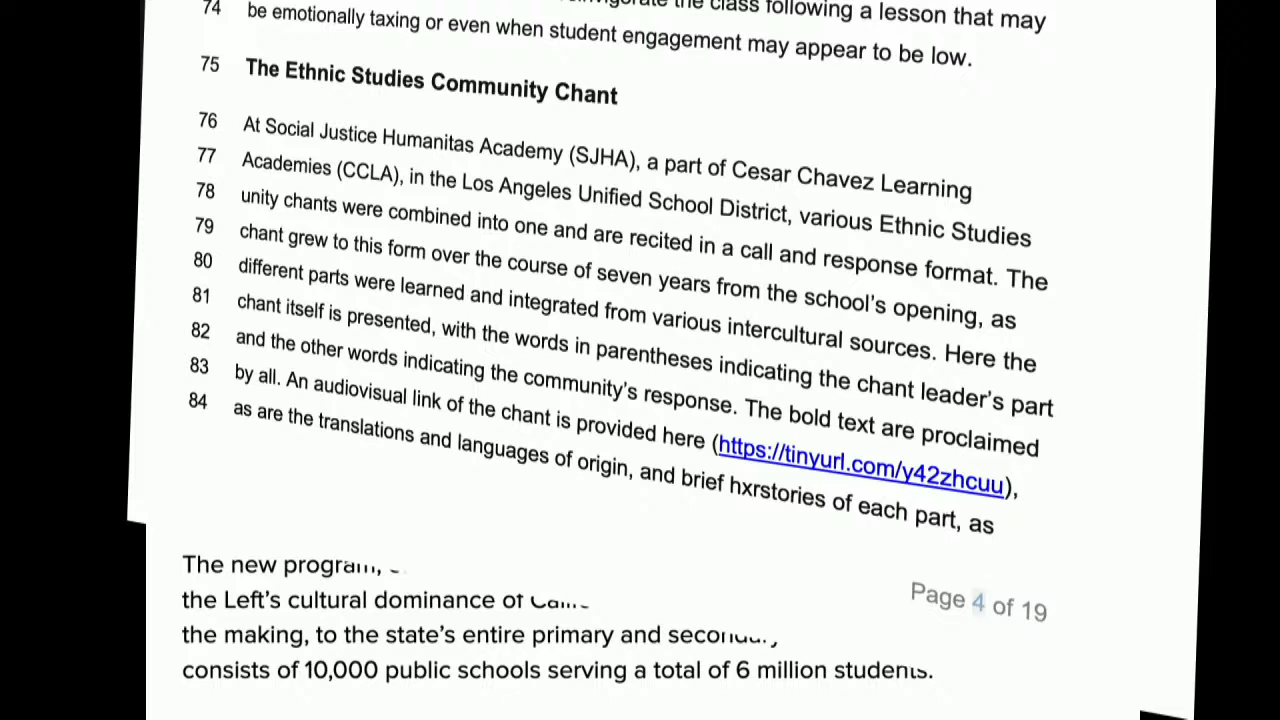 the class following a lesson that may
74 be emotionally taxing or even when student engagement may appear to be low.
75 The Ethnic Studies Community Chant
76 At Social Justice Humanitas Academy (SJHA), a part of Cesar Chavez Learning
77 Academies (CCLA), in the Los Angeles Unified School District, various Ethnic Studies
78 unity chants were combined into one and are recited in a call and response format. The
79 chant grew to this form over the course of seven years from the school's opening, as
80 different parts were learned and integrated from various intercultural sources. Here the
81 chant itself is presented, with the words in parentheses indicating the chant leader's part
82 and the other words indicating the community's response. The bold text are proclaimed
83 by all. An audiovisual link of the chant is provided here (https://tinyurl.com/y42zhcuu),
84 as are the translations and languages of origin, and brief hxrstories of each part, as
Page 4 of 19
The new program,
the Left's cultural dominance of
the making, to the state's entire primary and
consists of 10,000 public schools serving a total of 6 million students.